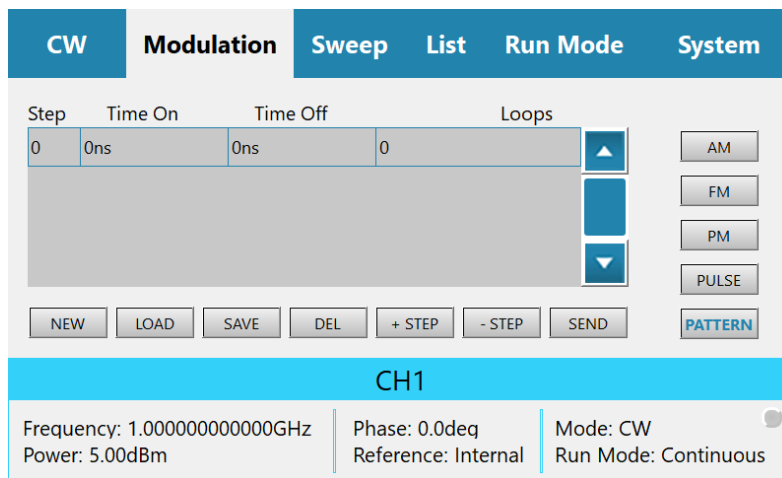 CW Modulation Sweep List Run Mode System
Step Time On Time Off Loops
0 0ns 0ns 0
AM
FM
PM
PULSE
NEW LOAD SAVE DEL + STEP - STEP SEND PATTERN
CH1
Frequency: 1.000000000000GHz Phase: 0.0deg Mode: CW
Power: 5.00dBm Reference: Internal Run Mode: Continuous